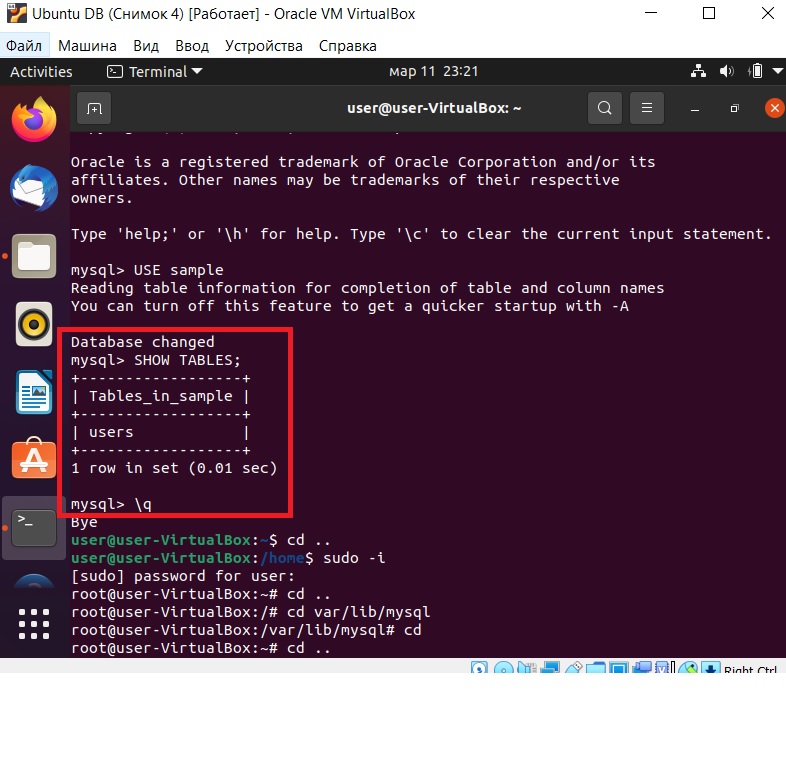 Ubuntu DB (Снимок 4) [Работает] - Oracle VM VirtualBox
Файл Машина Вид Ввод Устройства Справка
Activities Terminal мар 11 23:21
user@user-VirtualBox: ~
Oracle is a registered trademark of Oracle Corporation and/or its
affiliates. Other names may be trademarks of their respective
owners.
Type 'help;' or '\h' for help. Type '\c' to clear the current input statement.
mysql> USE sample
Reading table information for completion of table and column names
You can turn off this feature to get a quicker startup with -A
Database changed
mysql> SHOW TABLES;
+------------------+
| Tables_in_sample |
+------------------+
| users            |
+------------------+
1 row in set (0.01 sec)
mysql> \q
Bye
user@user-VirtualBox:~$ cd ..
user@user-VirtualBox:/home$ sudo -i
[sudo] password for user:
root@user-VirtualBox:~# cd ..
root@user-VirtualBox:/# cd var/lib/mysql
root@user-VirtualBox:/var/lib/mysql# cd
root@user-VirtualBox:~# cd ..
Right Ctrl